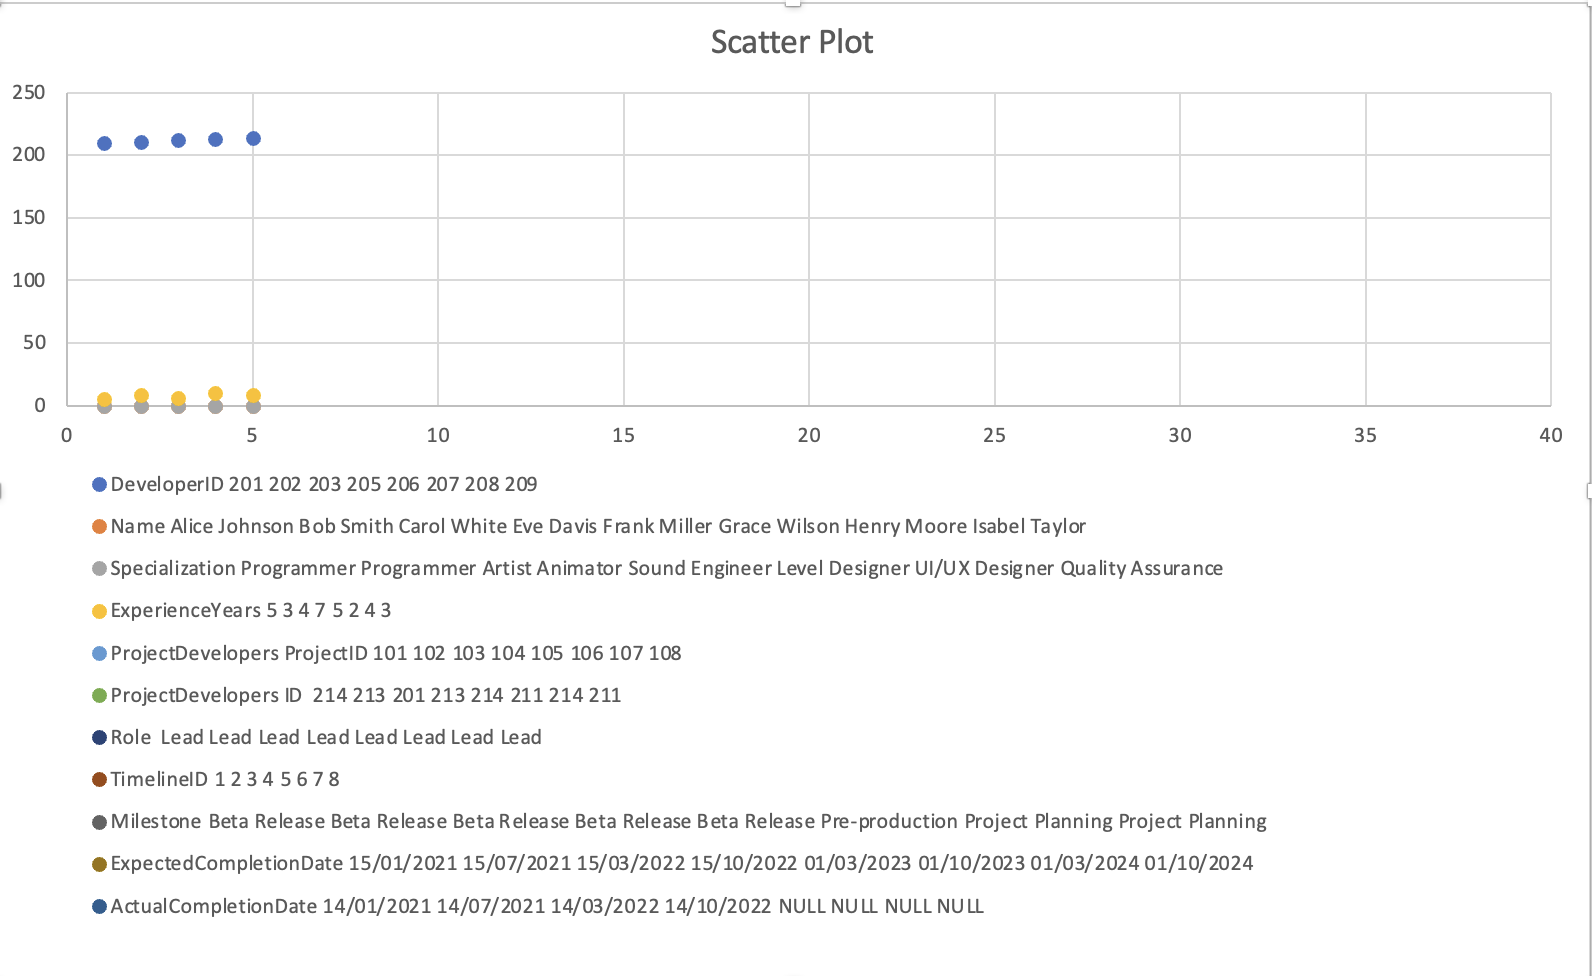 Scatter Plot
250
200
150
100
50
0
0 5 10 15 20 25 30 35 40
DeveloperID 201 202 203 205 206 207 208 209
Name Alice Johnson Bob Smith Carol White Eve Davis Frank Miller Grace Wilson Henry Moore Isabel Taylor
Specialization Programmer Programmer Artist Animator Sound Engineer Level Designer UI/UX Designer Quality Assurance
ExperienceYears 5 3 4 7 5 2 4 3
ProjectDevelopers ProjectID 101 102 103 104 105 106 107 108
ProjectDevelopers ID 214 213 201 213 214 211 214 211
Role Lead Lead Lead Lead Lead Lead Lead Lead
TimelineID 1 2 3 4 5 6 7 8
Milestone Beta Release Beta Release Beta Release Beta Release Beta Release Pre-production Project Planning Project Planning
ExpectedCompletionDate 15/01/2021 15/07/2021 15/03/2022 15/10/2022 01/03/2023 01/10/2023 01/03/2024 01/10/2024
ActualCompletionDate 14/01/2021 14/07/2021 14/03/2022 14/10/2022 NULL NULL NULL NULL